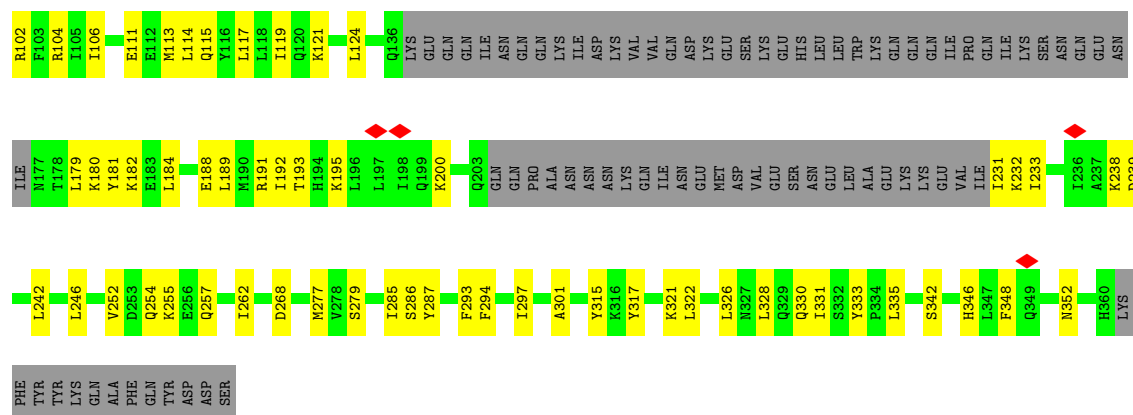 R102 F103 R104 I105 I106 E111 E112 M113 L114 Q115 Y116 L117 L118 I119 Q120 K121 L124 Q136 LYS GLU GLN GLN ILE ASN GLN GLN LYS ILE ASP LYS VAL VAL GLN ASP LYS GLU SER LYS GLU HIS LEU LEU TRP LYS GLN GLN GLN ILE PRO GLN ILE LYS SER ASN GLN GLU ASN
ILE N177 T178 L179 K180 Y181 K182 E183 L184 E188 L189 M190 R191 I192 T193 H194 K195 L196 L197 I198 Q199 K200 Q203 GLN GLN PRO ALA ASN ASN ASN LYS GLN ILE ASN GLU MET ASP VAL GLU SER ASN GLU LEU ALA GLU LYS LYS GLU VAL ILE I231 K232 I233 I236 A237 K238
L242 L246 V252 D253 Q254 K255 E256 Q257 I262 D268 M277 V278 S279 I285 S286 Y287 F293 F294 I297 A301 Y315 K316 Y317 K321 L322 L326 N327 L328 Q329 Q330 I331 S332 Y333 P334 L335 S342 H346 L347 F348 Q349 N352 H360 LYS
PHE TYR TYR LYS GLN ALA PHE GLN TYR ASP ASP SER